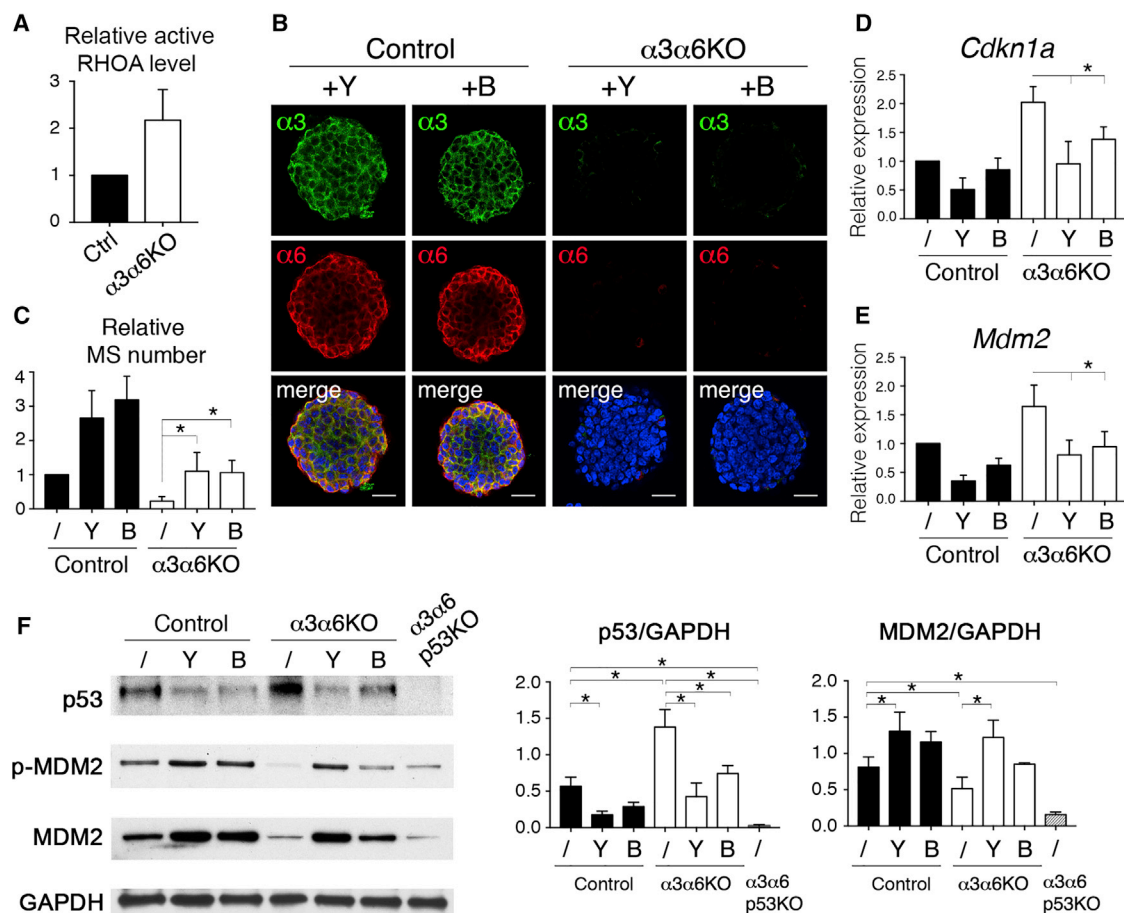 A
Relative active
RHOA level
3
2
1
0
Ctrl
α3α6KO
B
Control
α3α6KO
+Y
+B
+Y
+B
α3
α3
α3
α3
α6
α6
α6
α6
merge
merge
merge
merge
C
Relative
MS number
4
3
2
1
0
*
*
/ Y B / Y B
Control
α3α6KO
D
Cdkn1a
Relative expression
2.5
2.0
1.5
1.0
0.5
0.0
*
/ Y B / Y B
Control
α3α6KO
E
Mdm2
Relative expression
2.5
2.0
1.5
1.0
0.5
0.0
*
/ Y B / Y B
Control
α3α6KO
F
Control
α3α6KO
α3α6
p53KO
/ Y B / Y B /
p53
p-MDM2
MDM2
GAPDH
p53/GAPDH
2.0
1.5
1.0
0.5
0.0
*
*
*
*
*
*
/ Y B / Y B /
Control
α3α6KO
α3α6
p53KO
MDM2/GAPDH
2.0
1.5
1.0
0.5
0.0
*
*
*
*
/ Y B / Y B /
Control
α3α6KO
α3α6
p53KO